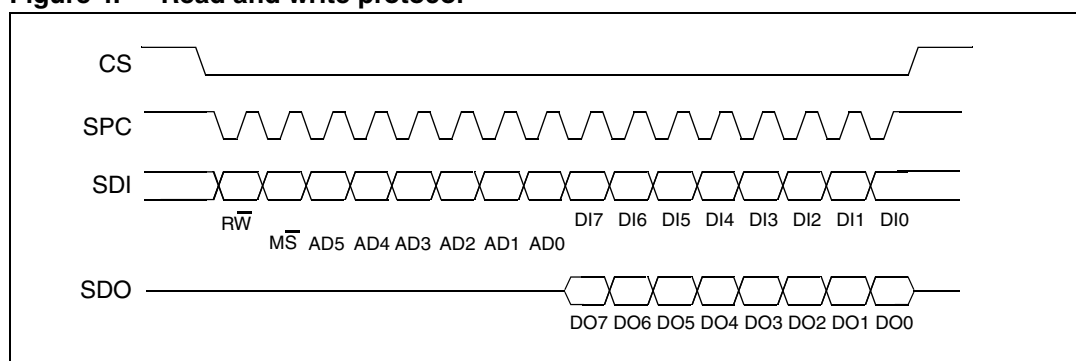 Figure 4. Read and write protocol
CS
SPC
SDI
RW̅
DI7 DI6 DI5 DI4 DI3 DI2 DI1 DI0
MS̅ AD5 AD4 AD3 AD2 AD1 AD0
SDO
DO7 DO6 DO5 DO4 DO3 DO2 DO1 DO0